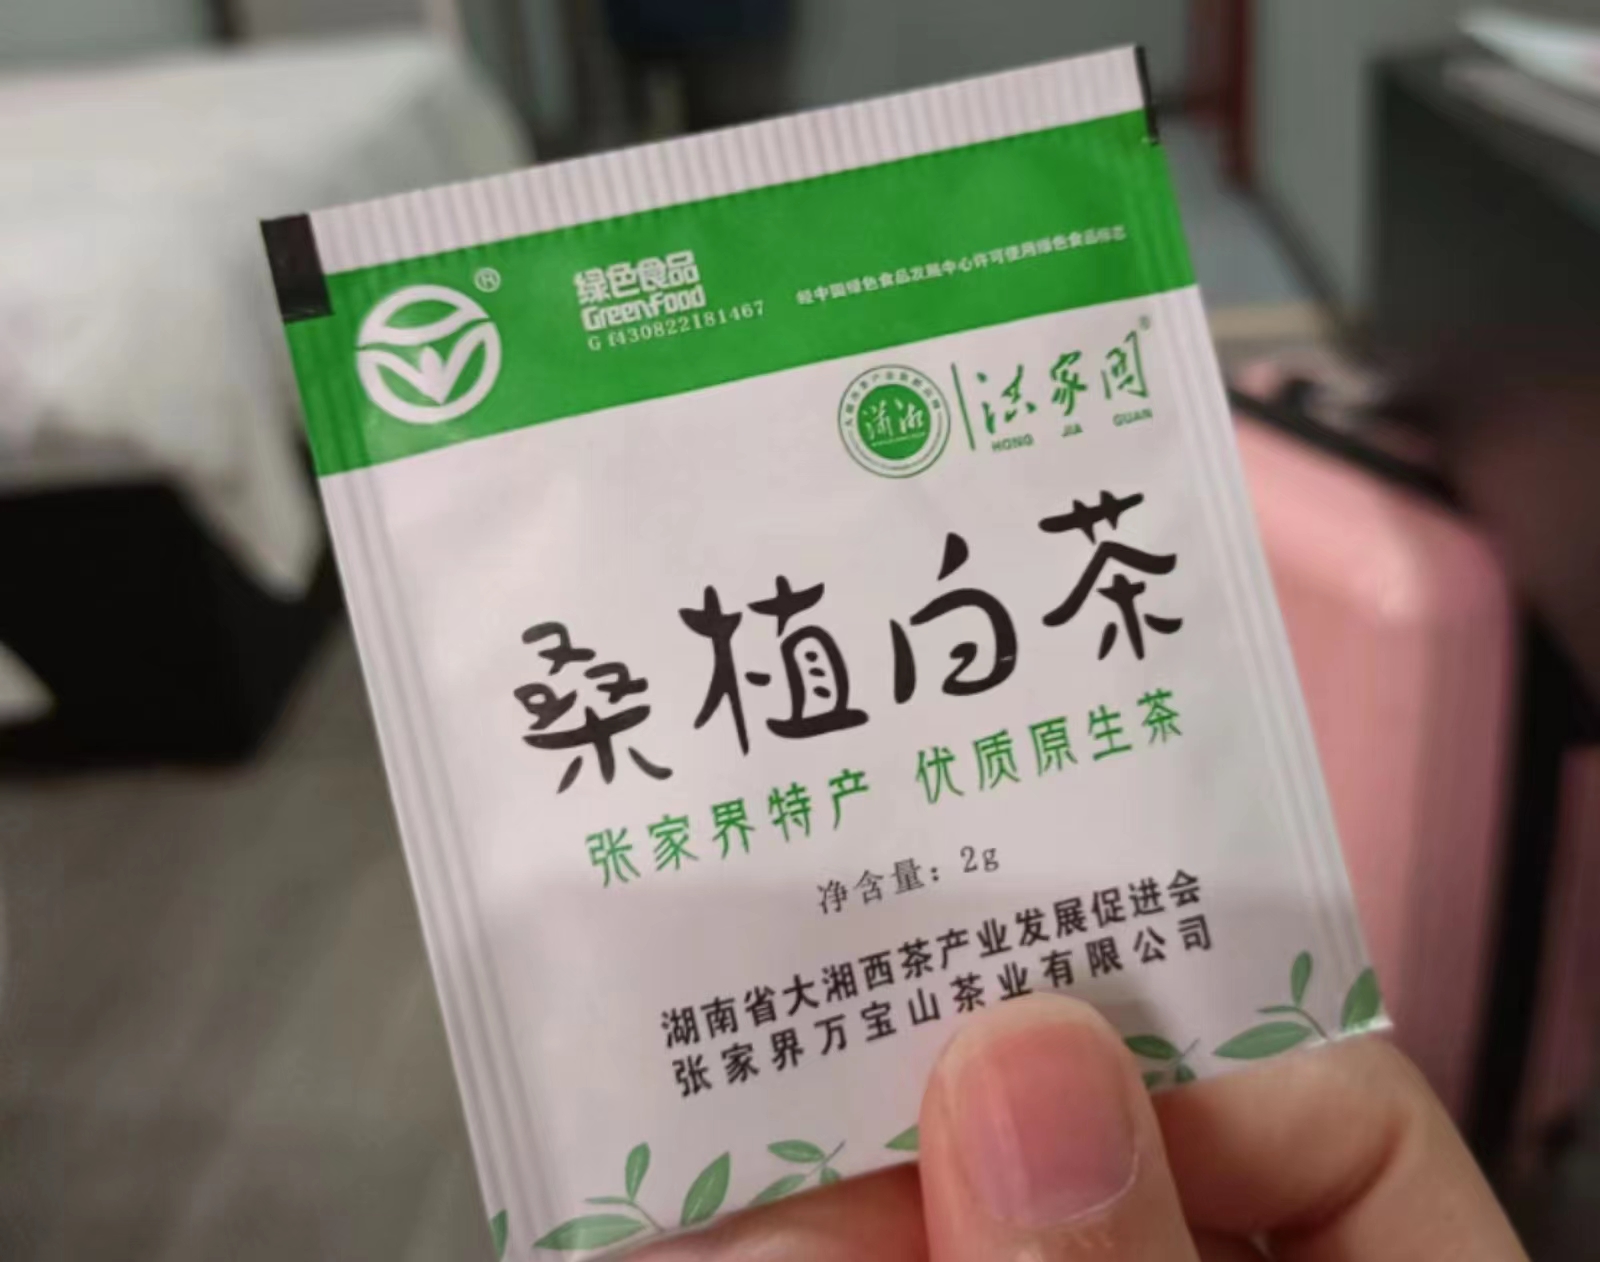 ®
绿色食品
Greenfood
G f430822181467
经中国绿色食品发展中心许可使用绿色食品标志
潇湘
洪家关®
HONG JIA GUAN
桑植白茶
张家界特产 优质原生茶
净含量：2g
湖南省大湘西茶产业发展促进会
张家界万宝山茶业有限公司